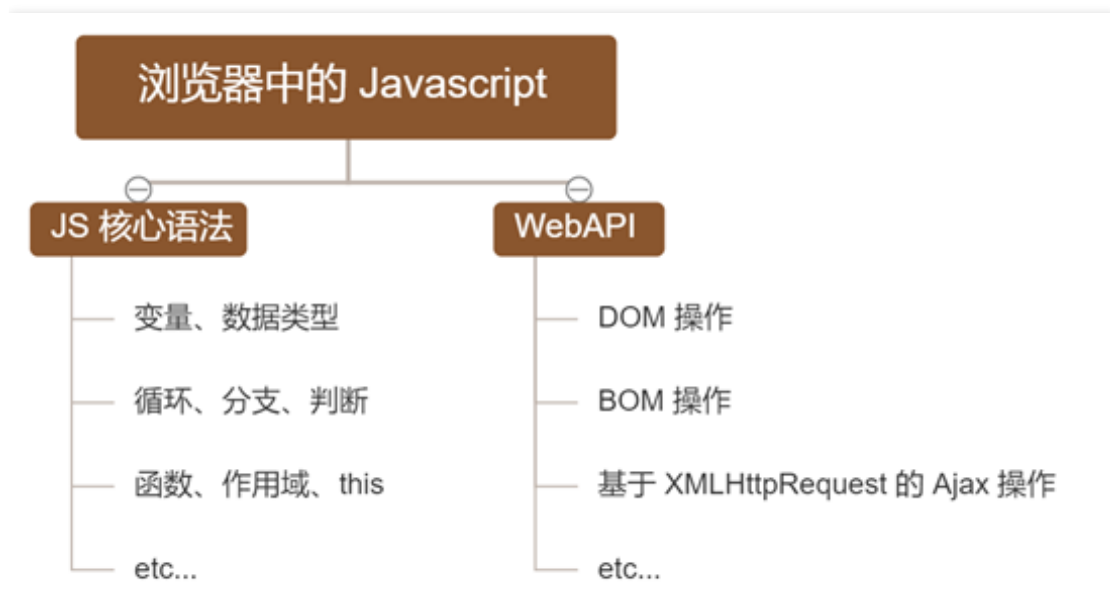 浏览器中的 Javascript
JS 核心语法
变量、数据类型
循环、分支、判断
函数、作用域、this
etc...
WebAPI
DOM 操作
BOM 操作
基于 XMLHttpRequest 的 Ajax 操作
etc...